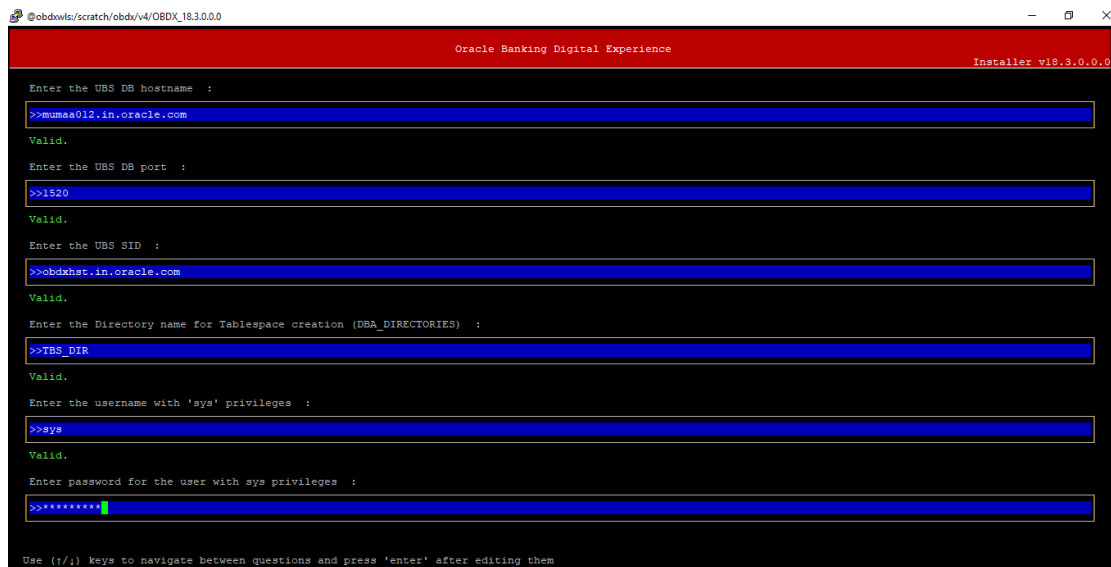 @obdxwls:/scratch/obdx/v4/OBDX_18.3.0.0.0
Oracle Banking Digital Experience
Installer v18.3.0.0.0
Enter the UBS DB hostname :
>>mumaa012.in.oracle.com
Valid.
Enter the UBS DB port :
>>1520
Valid.
Enter the UBS SID :
>>obdxhst.in.oracle.com
Valid.
Enter the Directory name for Tablespace creation (DBA_DIRECTORIES) :
>>TBS_DIR
Valid.
Enter the username with 'sys' privileges :
>>sys
Valid.
Enter password for the user with sys privileges :
>>*********
Use (↑/↓) keys to navigate between questions and press 'enter' after editing them